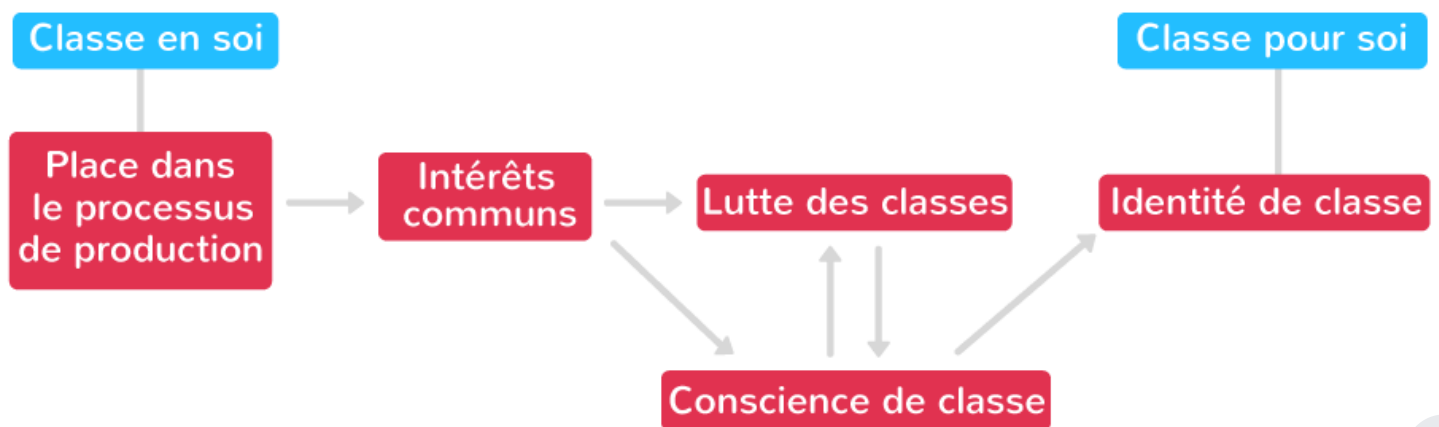 Classe en soi
Classe pour soi
Place dans
le processus
de production
Intérêts
communs
Lutte des classes
Identité de classe
Conscience de classe